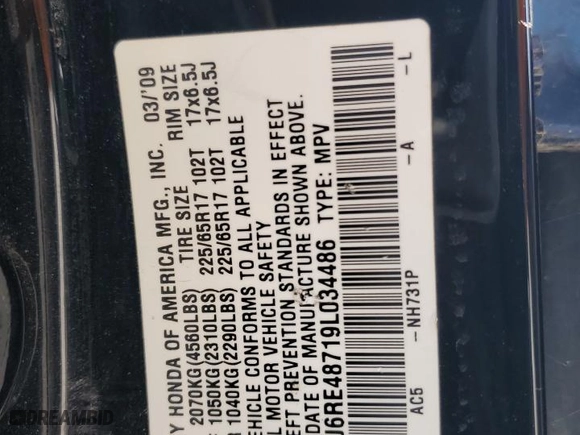 Y HONDA OF AMERICA MFG., INC. 03/'09
TIRE SIZE RIM SIZE
2070KG(4560LBS) 225/65R17 102T 17x6.5J
1050KG(2310LBS) 225/65R17 102T 17x6.5J
1040KG(2290LBS)
EHICLE CONFORMS TO ALL APPLICABLE
L MOTOR VEHICLE SAFETY
EFT PREVENTION STANDARDS IN EFFECT
DATE OF MANUFACTURE SHOWN ABOVE.
J6RE48719L034486 TYPE: MPV
AC5 -NH731P -A -L
DREAMBID